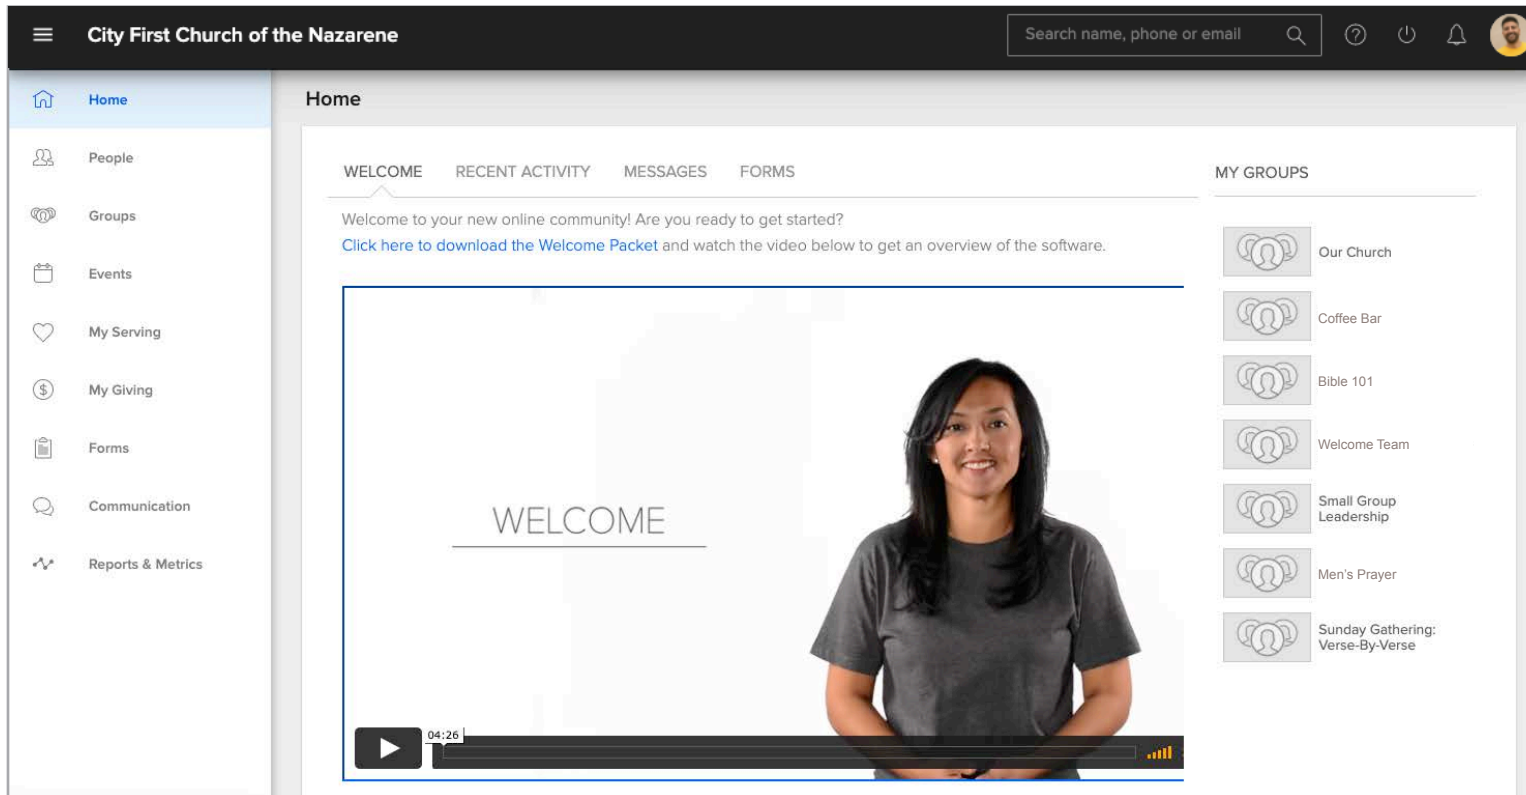 City First Church of the Nazarene
Search name, phone or email
Home
People
Groups
Events
My Serving
My Giving
Forms
Communication
Reports & Metrics
Home
WELCOME
RECENT ACTIVITY
MESSAGES
FORMS
Welcome to your new online community! Are you ready to get started?
Click here to download the Welcome Packet and watch the video below to get an overview of the software.
WELCOME
04:26
MY GROUPS
Our Church
Coffee Bar
Bible 101
Welcome Team
Small Group
Leadership
Men's Prayer
Sunday Gathering:
Verse-By-Verse